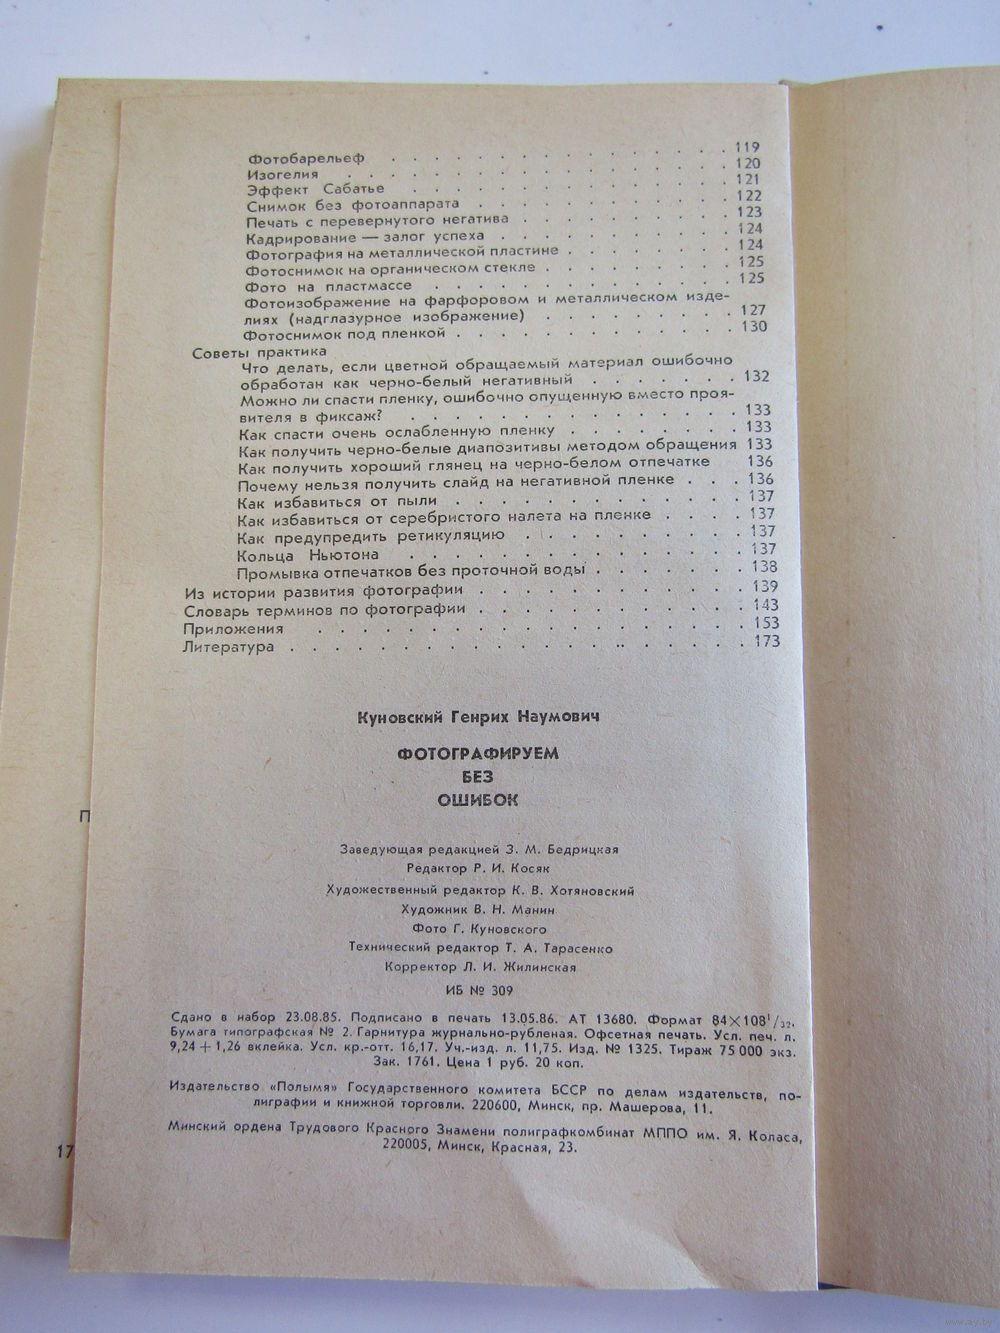 Фотобарельеф . . . . . . . . . . . . . . . 119
Изогелия . . . . . . . . . . . . . . . . . 120
Эффект Сабатье . . . . . . . . . . . . . . 121
Снимок без фотоаппарата . . . . . . . . . . . 122
Печать с перевернутого негатива . . . . . . . . . 123
Кадрирование — залог успеха . . . . . . . . . . 124
Фотография на металлической пластине . . . . . . . 124
Фотоснимок на органическом стекле . . . . . . . . 125
Фото на пластмассе . . . . . . . . . . . . . 125
Фотоизображение на фарфоровом и металлическом изде-
лиях (надглазурное изображение) . . . . . . . . . 127
Фотоснимок под пленкой . . . . . . . . . . . . 130
Советы практика
Что делать, если цветной обращаемый материал ошибочно
обработан как черно-белый негативный . . . . . . . 132
Можно ли спасти пленку, ошибочно опущенную вместо проя-
вителя в фиксаж? . . . . . . . . . . . . . . 133
Как спасти очень ослабленную пленку . . . . . . . . 133
Как получить черно-белые диапозитивы методом обращения 133
Как получить хороший глянец на черно-белом отпечатке 136
Почему нельзя получить слайд на негативной пленке . . . 136
Как избавиться от пыли . . . . . . . . . . . . . 137
Как избавиться от серебристого налета на пленке . . . . 137
Как предупредить ретикуляцию . . . . . . . . . . 137
Кольца Ньютона . . . . . . . . . . . . . . . 137
Промывка отпечатков без проточной воды . . . . . . . 138
Из истории развития фотографии . . . . . . . . . . . . 139
Словарь терминов по фотографии . . . . . . . . . . . . 143
Приложения . . . . . . . . . . . . . . . . . . . 153
Литература . . . . . . . . . . . . . . . . . . . . 173
Куновский Генрих Наумович
ФОТОГРАФИРУЕМ
БЕЗ
ОШИБОК
П
Заведующая редакцией З. М. Бедрицкая
Редактор Р. И. Косяк
Художественный редактор К. В. Хотяновский
Художник В. Н. Манин
Фото Г. Куновского
Технический редактор Т. А. Тарасенко
Корректор Л. И. Жилинская
ИБ № 309
Сдано в набор 23.08.85. Подписано в печать 13.05.86. АТ 13680. Формат 84×108¹/₃₂.
Бумага типографская № 2. Гарнитура журнально-рубленая. Офсетная печать. Усл. печ. л.
9,24+1,26 вклейка. Усл. кр.-отт. 16,17. Уч.-изд. л. 11,75. Изд. № 1325. Тираж 75 000 экз.
Зак. 1761. Цена 1 руб. 20 коп.
Издательство «Полымя» Государственного комитета БССР по делам издательств, по-
лиграфии и книжной торговли. 220600, Минск, пр. Машерова, 11.
Минский ордена Трудового Красного Знамени полиграфкомбинат МППО им. Я. Коласа,
220005, Минск, Красная, 23.
17
www.ay.by